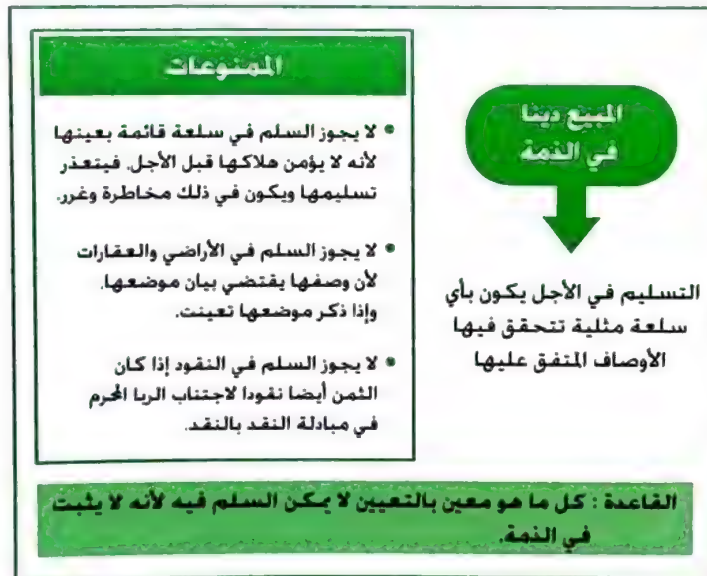 المبيع دينا
في الذمة
التسليم في الأجل يكون بأي
سلعة مثلية تتحقق فيها
الأوصاف المتفق عليها
الممنوعات
• لا يجوز السلم في سلعة قائمة بعينها
لأنه لا يؤمن هلاكها قبل الأجل. فيتعذر
تسليمها ويكون في ذلك مخاطرة وغرر.
• لا يجوز السلم في الأراضي والعقارات
لأن وصفها يقتضي بيان موضعها.
وإذا ذكر موضعها تعينت.
• لا يجوز السلم في النقود إذا كان
الثمن أيضا نقودا لاجتناب الربا المحرم
في مبادلة النقد بالنقد.
القاعدة : كل ما هو معين بالتعيين لا يمكن السلم فيه لأنه لا يثبت
في الذمة.